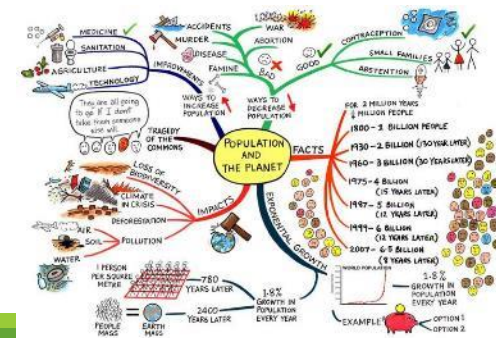 POPULATION
AND
THE PLANET
WAYS TO
INCREASE
POPULATION
IMPROVEMENTS
MEDICINE
SANITATION
AGRICULTURE
TECHNOLOGY
WAYS TO
DECREASE
POPULATION
BAD
ACCIDENTS
MURDER
DISEASE
FAMINE
WAR
ABORTION
GOOD
CONTRACEPTION
SMALL FAMILIES
ABSTENTION
FACTS
FOR 2 MILLION YEARS
1800 - 1 BILLION PEOPLE
1930 - 2 BILLION (130 YEAR LATER)
1960 - 3 BILLION (30 YEARS LATER)
1975 - 4 BILLION
(15 YEARS LATER)
1987 - 5 BILLION
(12 YEARS LATER)
1999 - 6 BILLION
(12 YEARS LATER)
2007 - 6.5 BILLION
(8 YEARS LATER)
EXPONENTIAL GROWTH
1.8%
GROWTH IN
POPULATION
EVERY YEAR
WORLD POPULATION
EXAMPLE
OPTION 1
OPTION 2
1.8%
GROWTH IN
POPULATION
EVERY YEAR
780
YEARS LATER
1 PERSON
PER SQUARE
METRE
2400
YEARS LATER
PEOPLE
MASS
=
EARTH
MASS
IMPACTS
LOSS OF
BIODIVERSITY
CLIMATE
IN CRISIS
DEFORESTATION
POLLUTION
AIR
SOIL
WATER
TRAGEDY
OF THE
COMMONS
They are all going
to go If I don't
take them someone
else will